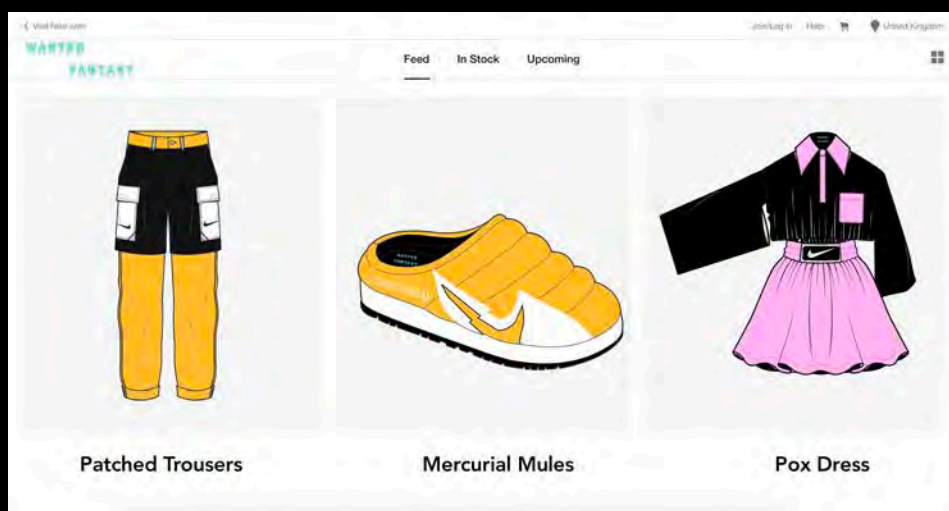 Join/Log In Help United Kingdom
WANTED
FANTASY
Feed In Stock Upcoming
Patched Trousers
Mercurial Mules
Pox Dress